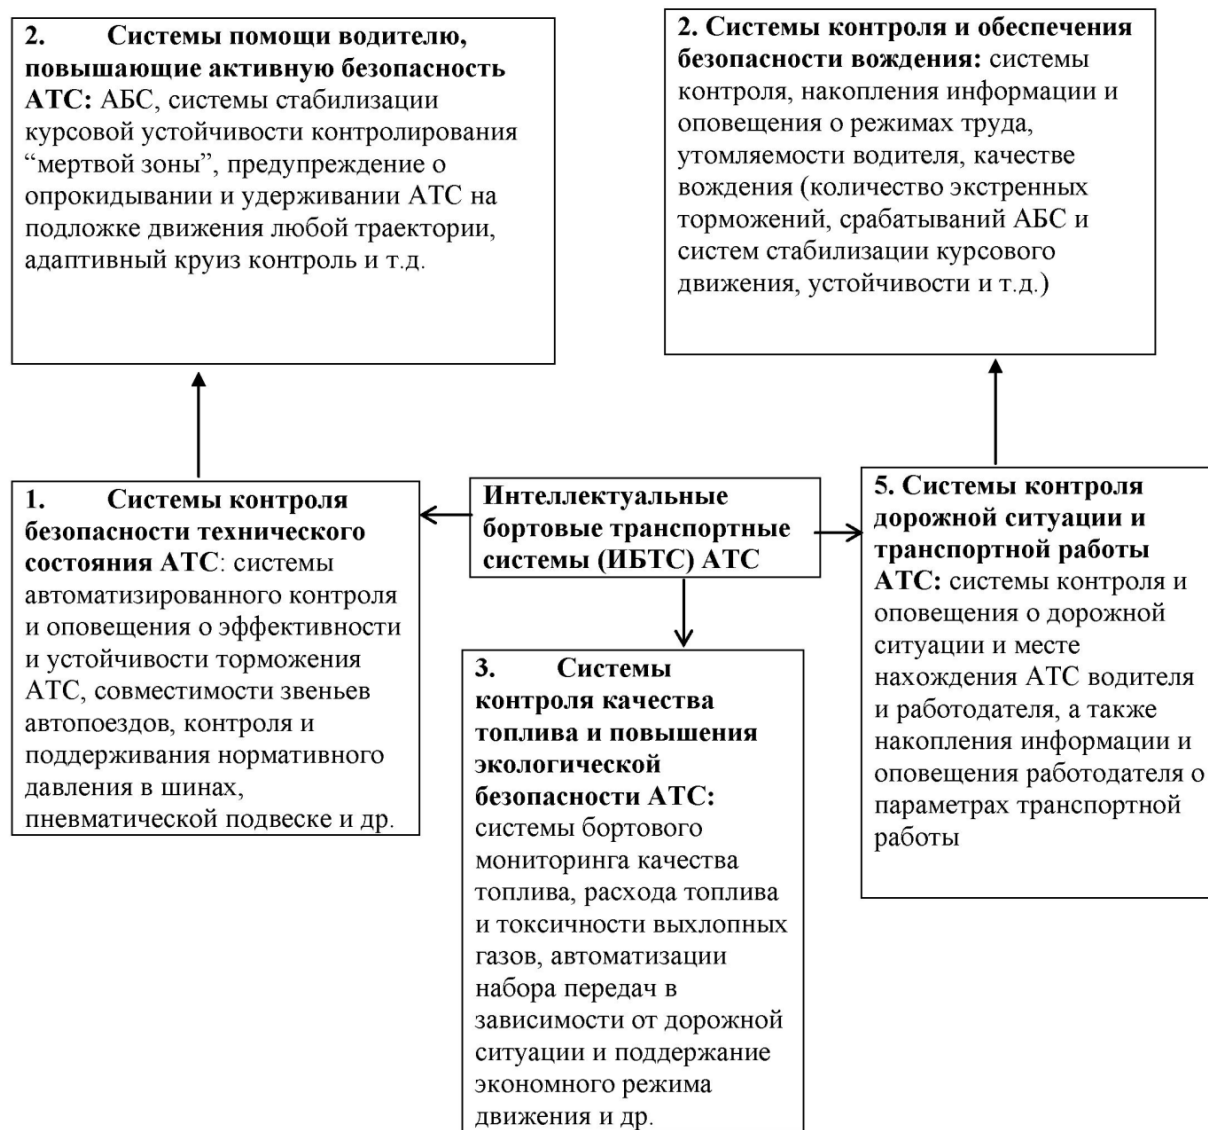 2. Системы помощи водителю,
повышающие активную безопасность
АТС: АБС, системы стабилизации
курсовой устойчивости контролирования
“мертвой зоны”, предупреждение о
опрокидывании и удерживании АТС на
подложке движения любой траектории,
адаптивный круиз контроль и т.д.
2. Системы контроля и обеспечения
безопасности вождения: системы
контроля, накопления информации и
оповещения о режимах труда,
утомляемости водителя, качестве
вождения (количество экстренных
торможений, срабатываний АБС и
систем стабилизации курсового
движения, устойчивости и т.д.)
1. Системы контроля
безопасности технического
состояния АТС: системы
автоматизированного контроля
и оповещения о эффективности
и устойчивости торможения
АТС, совместимости звеньев
автопоездов, контроля и
поддерживания нормативного
давления в шинах,
пневматической подвеске и др.
Интеллектуальные
бортовые транспортные
системы (ИБТС) АТС
5. Системы контроля
дорожной ситуации и
транспортной работы
АТС: системы контроля и
оповещения о дорожной
ситуации и месте
нахождения АТС водителя
и работодателя, а также
накопления информации и
оповещения работодателя о
параметрах транспортной
работы
3. Системы
контроля качества
топлива и повышения
экологической
безопасности АТС:
системы бортового
мониторинга качества
топлива, расхода топлива
и токсичности выхлопных
газов, автоматизации
набора передач в
зависимости от дорожной
ситуации и поддержание
экономного режима
движения и др.